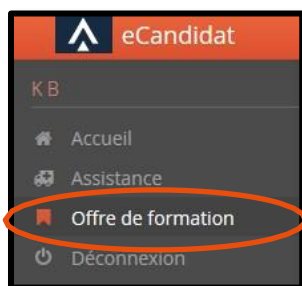 eCandidat
K B
Accueil
Assistance
Offre de formation
Déconnexion